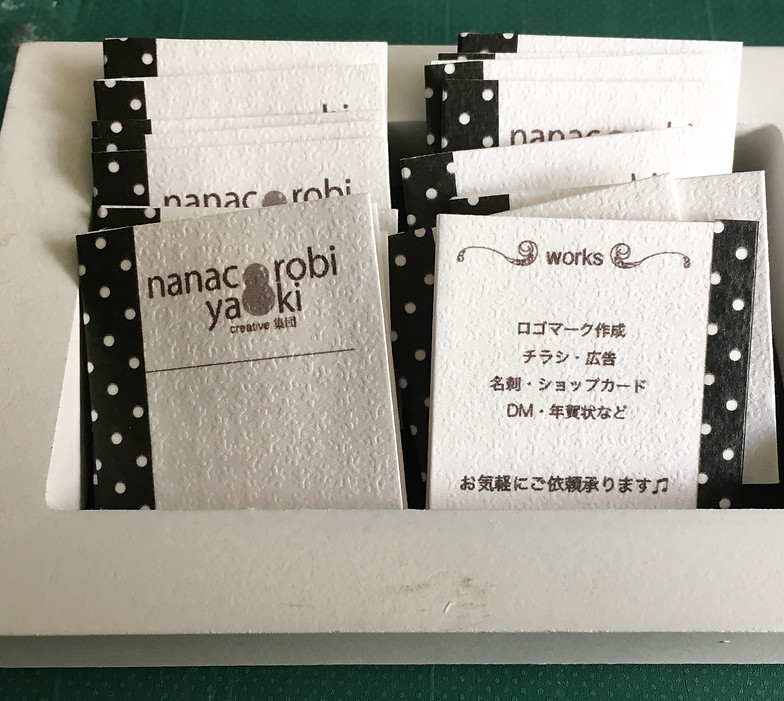 nanacorobi
nanacorobi
yaoki
creative 集団
nanacorobi
works
ロゴマーク作成
チラシ・広告
名刺・ショップカード
DM・年賀状など
お気軽にご依頼承ります♫